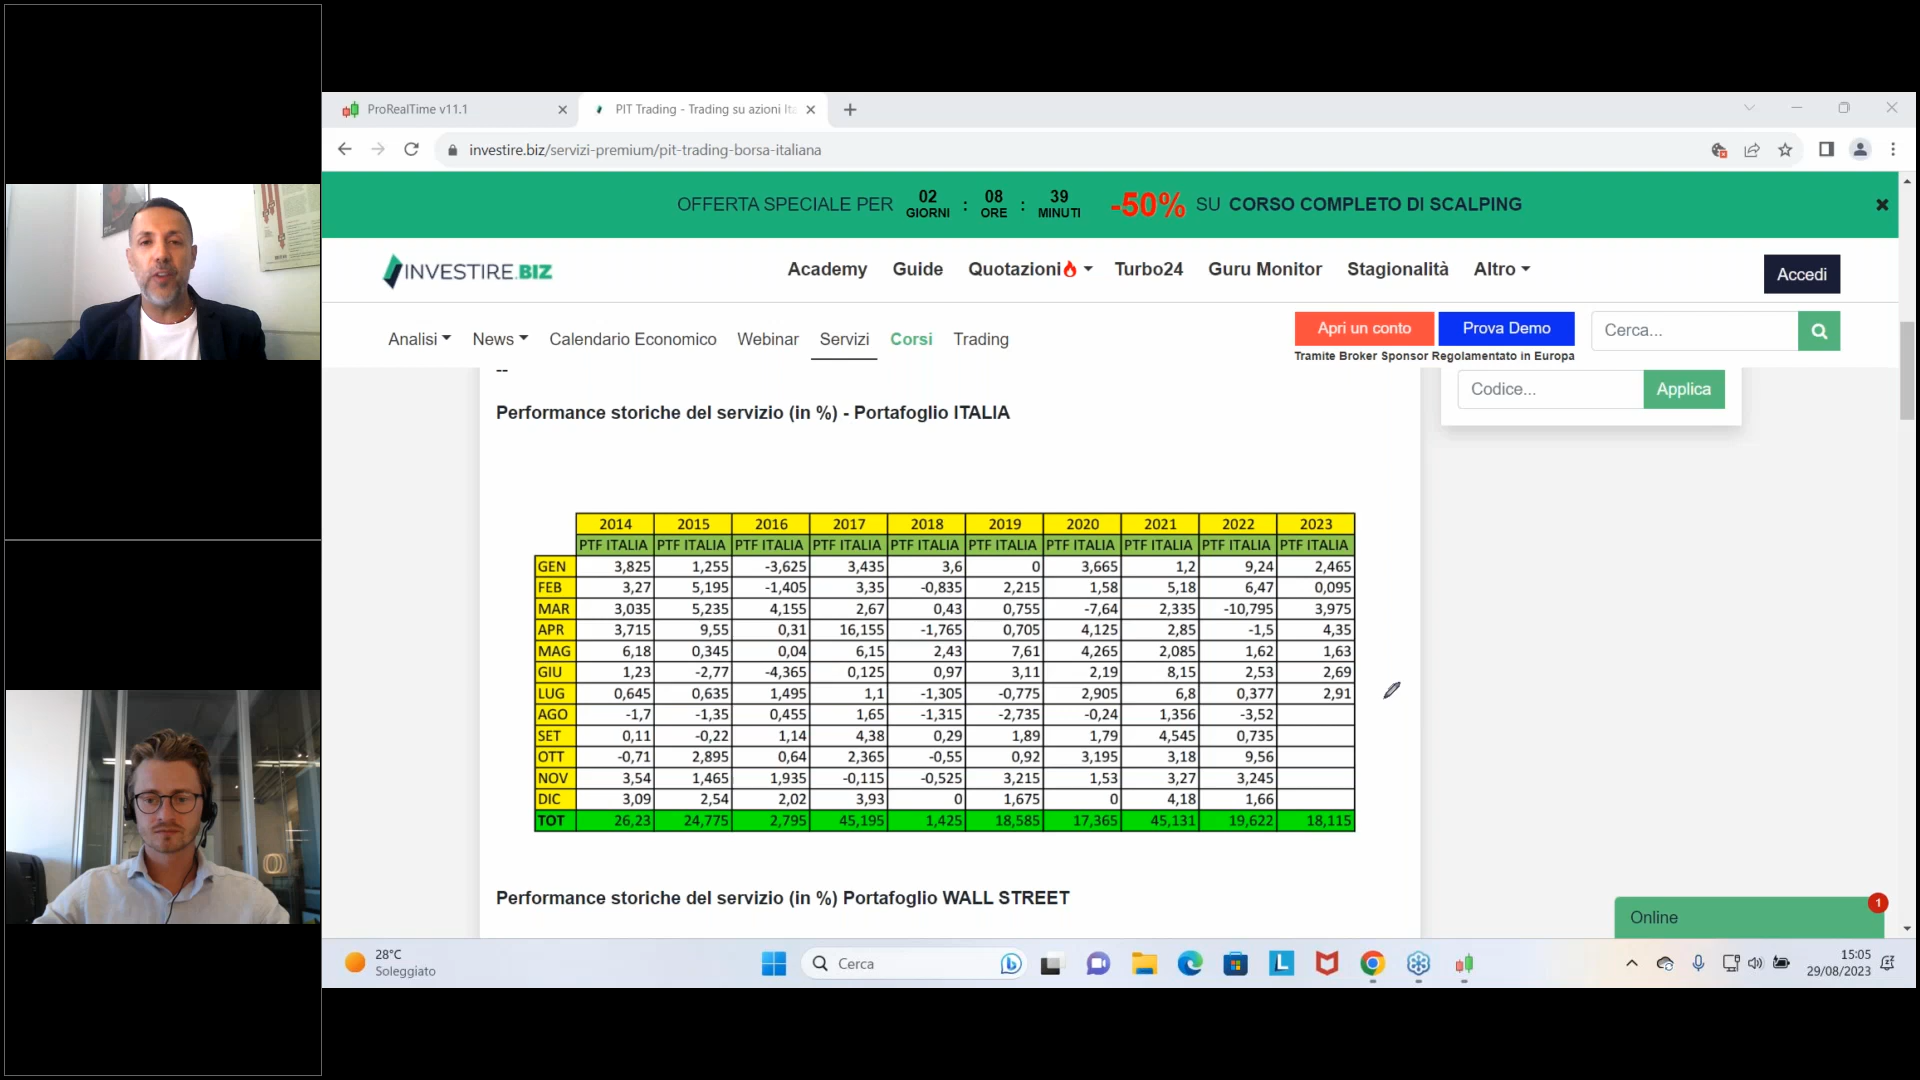 ProRealTime v11.1
PIT Trading - Trading su azioni Ita
investire.biz/servizi-premium/pit-trading-borsa-italiana
OFFERTA SPECIALE PER 02 GIORNI : 08 ORE : 39 MINUTI -50% SU CORSO COMPLETO DI SCALPING
INVESTIRE.BIZ
Academy Guide Quotazioni Turbo24 Guru Monitor Stagionalità Altro
Accedi
Analisi News Calendario Economico Webinar Servizi Corsi Trading
Apri un conto Prova Demo
Tramite Broker Sponsor Regolamentato in Europa
Cerca...
--
Codice... Applica
Performance storiche del servizio (in %) - Portafoglio ITALIA
2014 2015 2016 2017 2018 2019 2020 2021 2022 2023
PTF ITALIA PTF ITALIA PTF ITALIA PTF ITALIA PTF ITALIA PTF ITALIA PTF ITALIA PTF ITALIA PTF ITALIA PTF ITALIA
GEN 3,825 1,255 -3,625 3,435 3,6 0 3,665 1,2 9,24 2,465
FEB 3,27 5,195 -1,405 3,35 -0,835 2,215 1,58 5,18 6,47 0,095
MAR 3,035 5,235 4,155 2,67 0,43 0,755 -7,64 2,335 -10,795 3,975
APR 3,715 9,55 0,31 16,155 -1,765 0,705 4,125 2,85 -1,5 4,35
MAG 6,18 0,345 0,04 6,15 2,43 7,61 4,265 2,085 1,62 1,63
GIU 1,23 -2,77 -4,365 0,125 0,97 3,11 2,19 8,15 2,53 2,69
LUG 0,645 0,635 1,495 1,1 -1,305 -0,775 2,905 6,8 0,377 2,91
AGO -1,7 -1,35 0,455 1,65 -1,315 -2,735 -0,24 1,356 -3,52
SET 0,11 -0,22 1,14 4,38 0,29 1,89 1,79 4,545 0,735
OTT -0,71 2,895 0,64 2,365 -0,55 0,92 3,195 3,18 9,56
NOV 3,54 1,465 1,935 -0,115 -0,525 3,215 1,53 3,27 3,245
DIC 3,09 2,54 2,02 3,93 0 1,675 0 4,18 1,66
TOT 26,23 24,775 2,795 45,195 1,425 18,585 17,365 45,131 19,622 18,115
Performance storiche del servizio (in %) Portafoglio WALL STREET
Online 1
28°C
Soleggiato
Cerca
15:05
29/08/2023